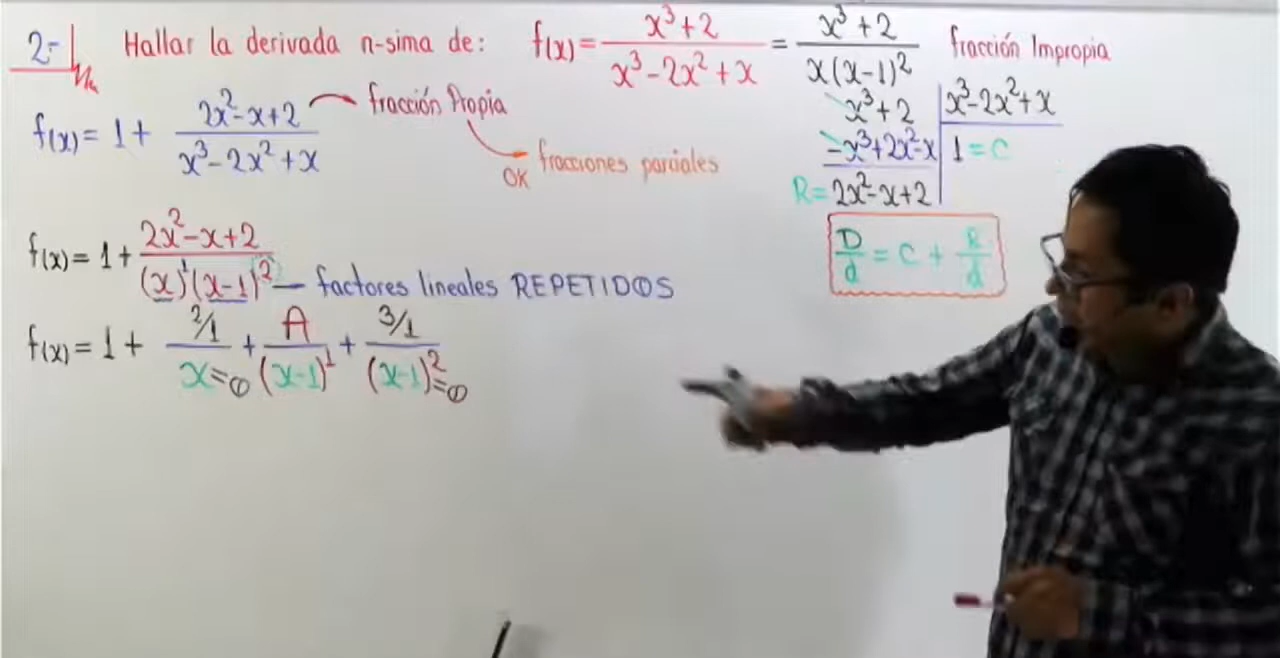 2.- Hallar la derivada n-sima de: f(x) = (x³+2)/(x³-2x²+x) = (x³+2)/(x(x-1)²) fracción Impropia
f(x) = 1 + (2x²-x+2)/(x³-2x²+x) fracción Propia
OK fracciones parciales
x³+2 | x³-2x²+x
-x³+2x²-x | 1 = C
R = 2x²-x+2
D/d = C + R/d
f(x) = 1 + (2x²-x+2)/((x)¹(x-1)²) — factores lineales REPETIDOS
f(x) = 1 + (2/1)/(x=0) + A/(x-1)¹ + (3/1)/((x-1)²=0)